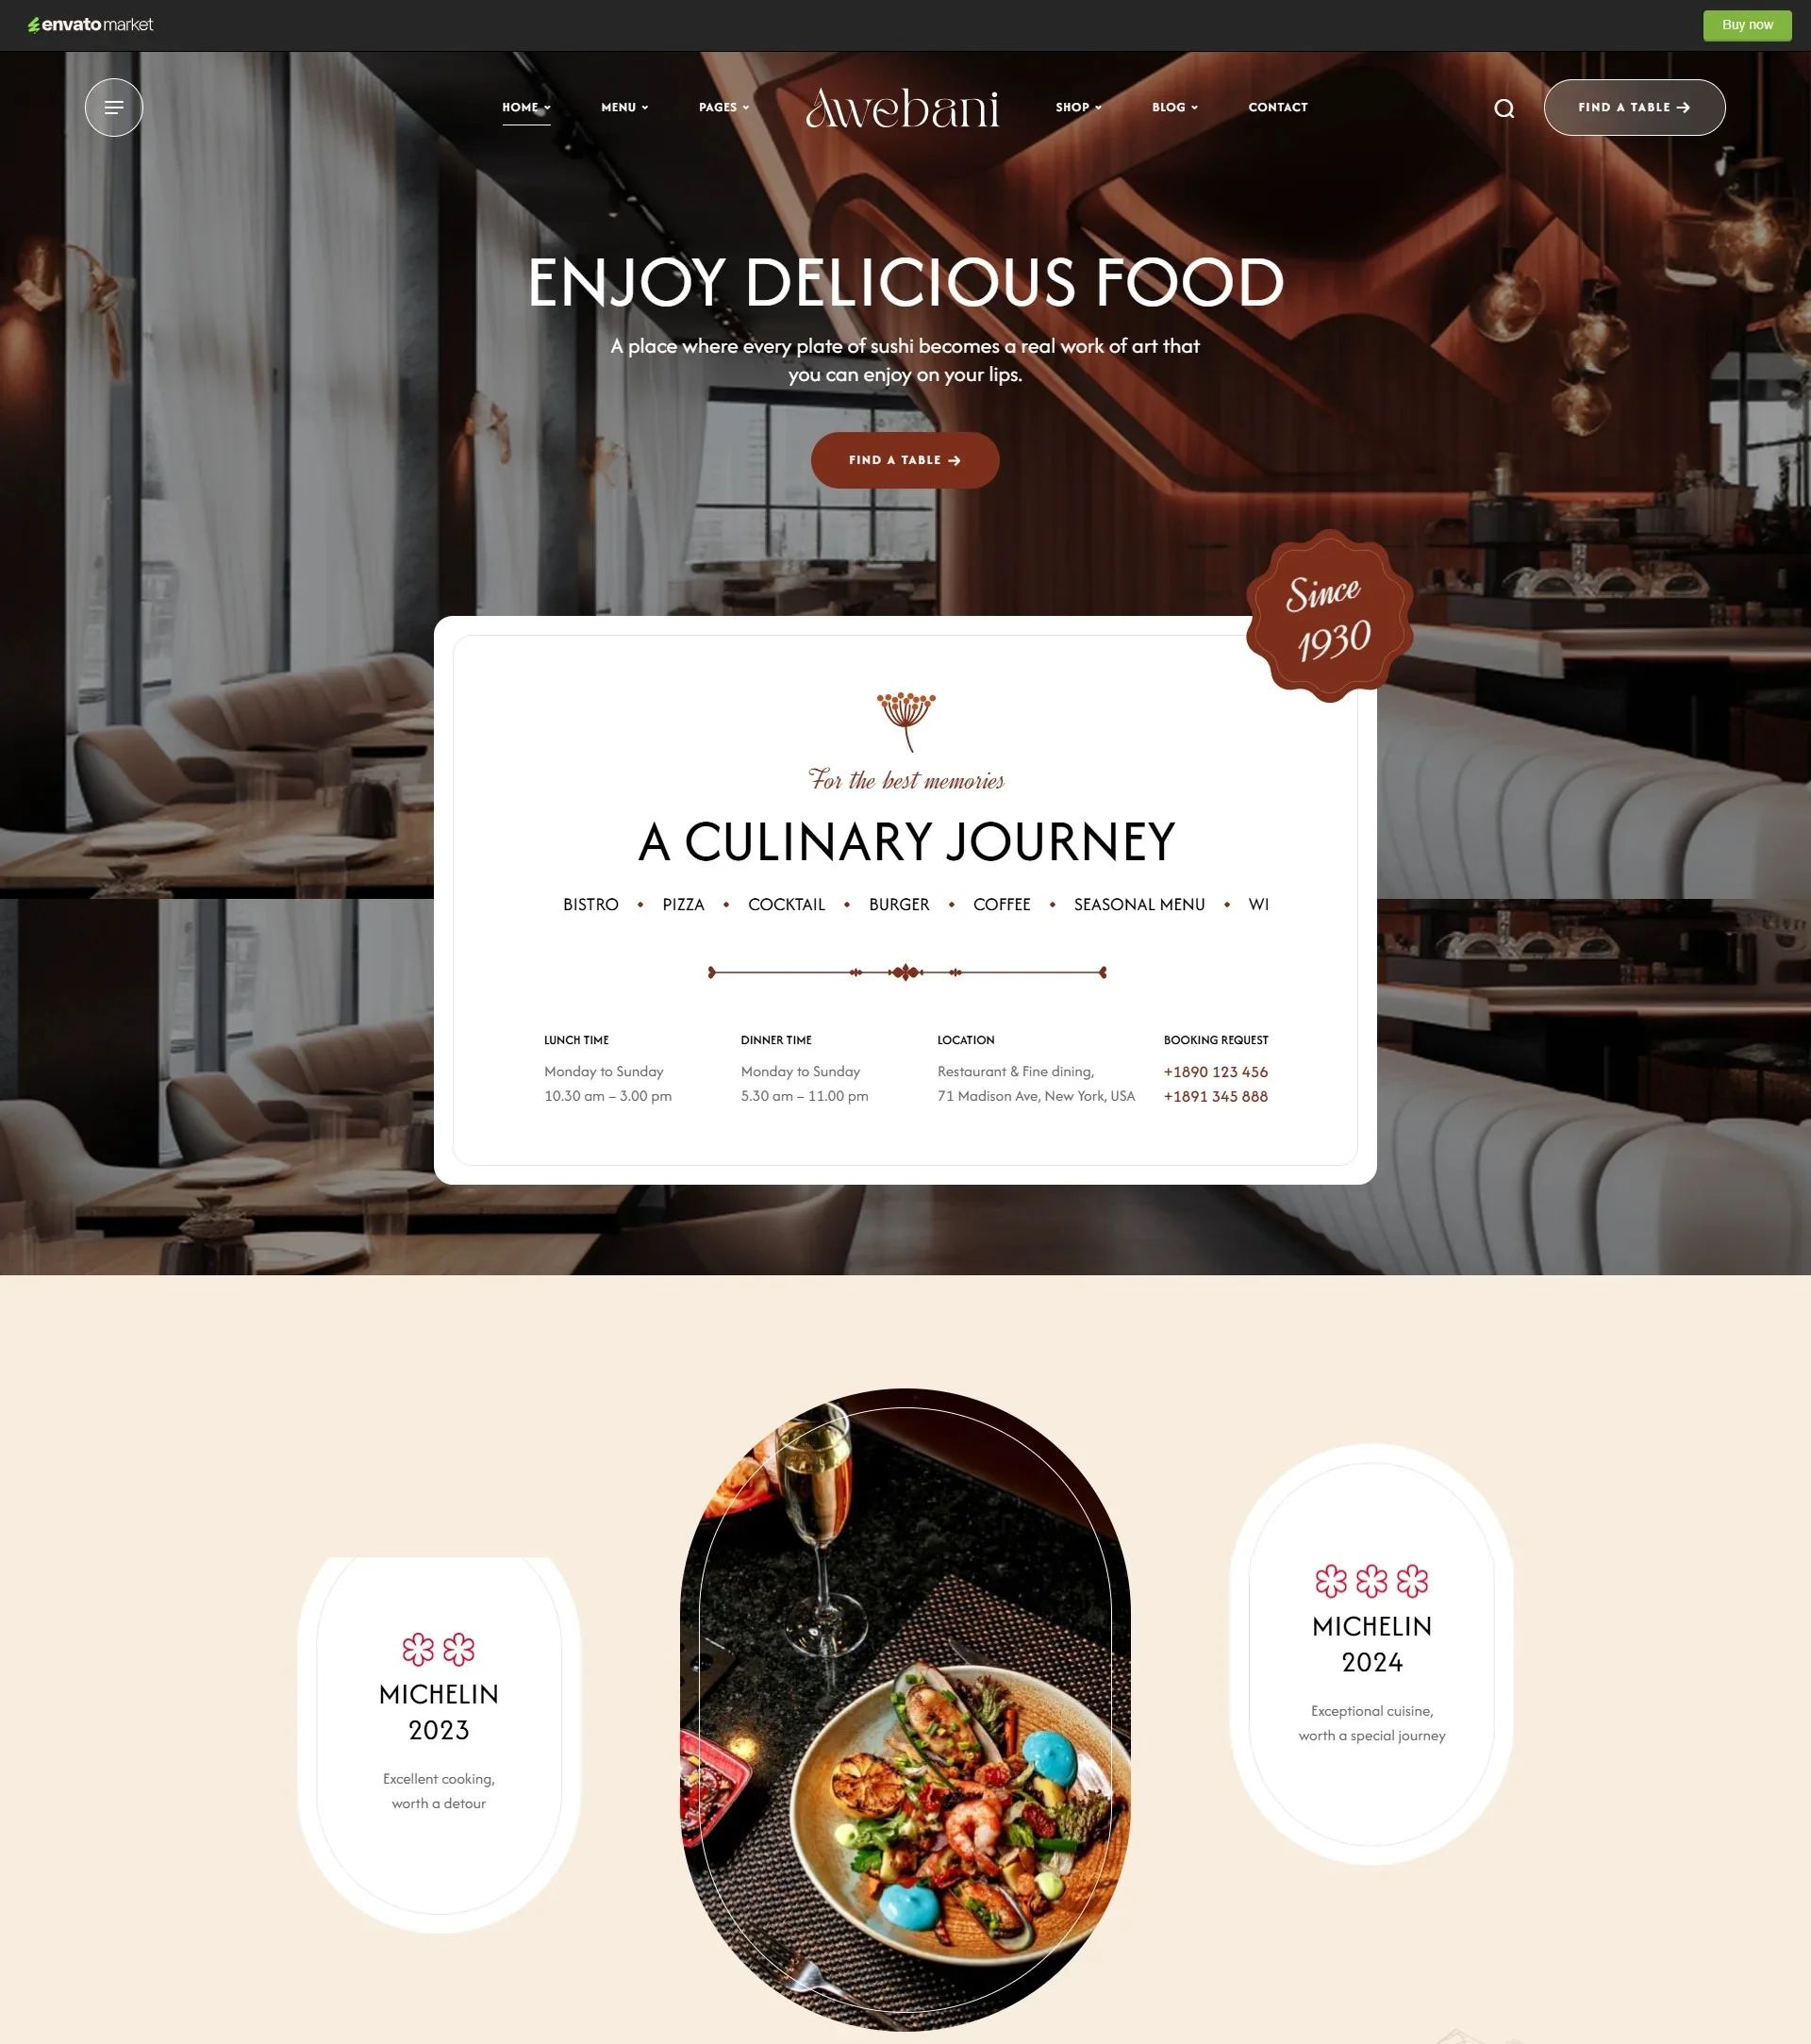 envato market
Buy now
HOME
MENU
PAGES
Awebani
SHOP
BLOG
CONTACT
FIND A TABLE
ENJOY DELICIOUS FOOD
A place where every plate of sushi becomes a real work of art that
you can enjoy on your lips.
FIND A TABLE
Since
1930
For the best memories
A CULINARY JOURNEY
BISTRO • PIZZA • COCKTAIL • BURGER • COFFEE • SEASONAL MENU • WI
LUNCH TIME
Monday to Sunday
10.30 am – 3.00 pm
DINNER TIME
Monday to Sunday
5.30 am – 11.00 pm
LOCATION
Restaurant & Fine dining,
71 Madison Ave, New York, USA
BOOKING REQUEST
+1890 123 456
+1891 345 888
MICHELIN
2023
Excellent cooking,
worth a detour
MICHELIN
2024
Exceptional cuisine,
worth a special journey